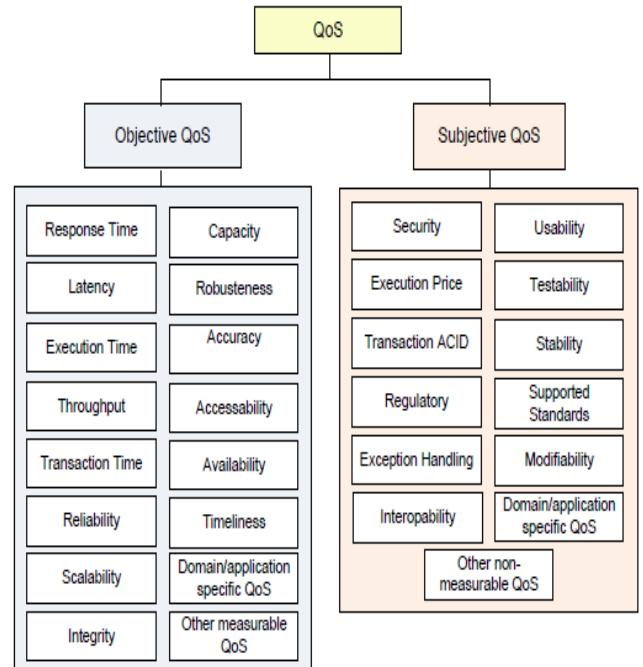 QoS
Objective QoS
Subjective QoS
Response Time
Capacity
Latency
Robusteness
Execution Time
Accuracy
Throughput
Accessability
Transaction Time
Availability
Reliability
Timeliness
Scalability
Domain/application
specific QoS
Integrity
Other measurable
QoS
Security
Usability
Execution Price
Testability
Transaction ACID
Stability
Regulatory
Supported
Standards
Exception Handling
Modifiability
Interopability
Domain/application
specific QoS
Other non-
measurable QoS